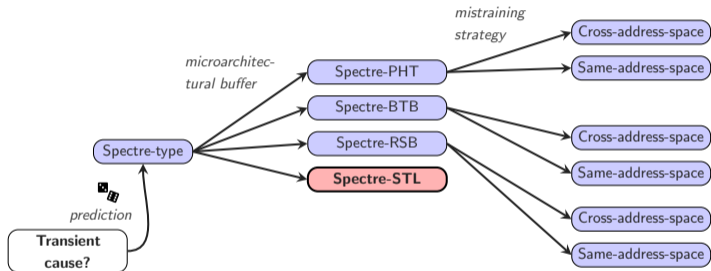 mistraining
strategy
Cross-address-space
microarchitec-
tural buffer
Spectre-PHT
Same-address-space
Spectre-BTB
Cross-address-space
Spectre-type
Spectre-RSB
Same-address-space
Spectre-STL
prediction
Cross-address-space
Transient
cause?
Same-address-space